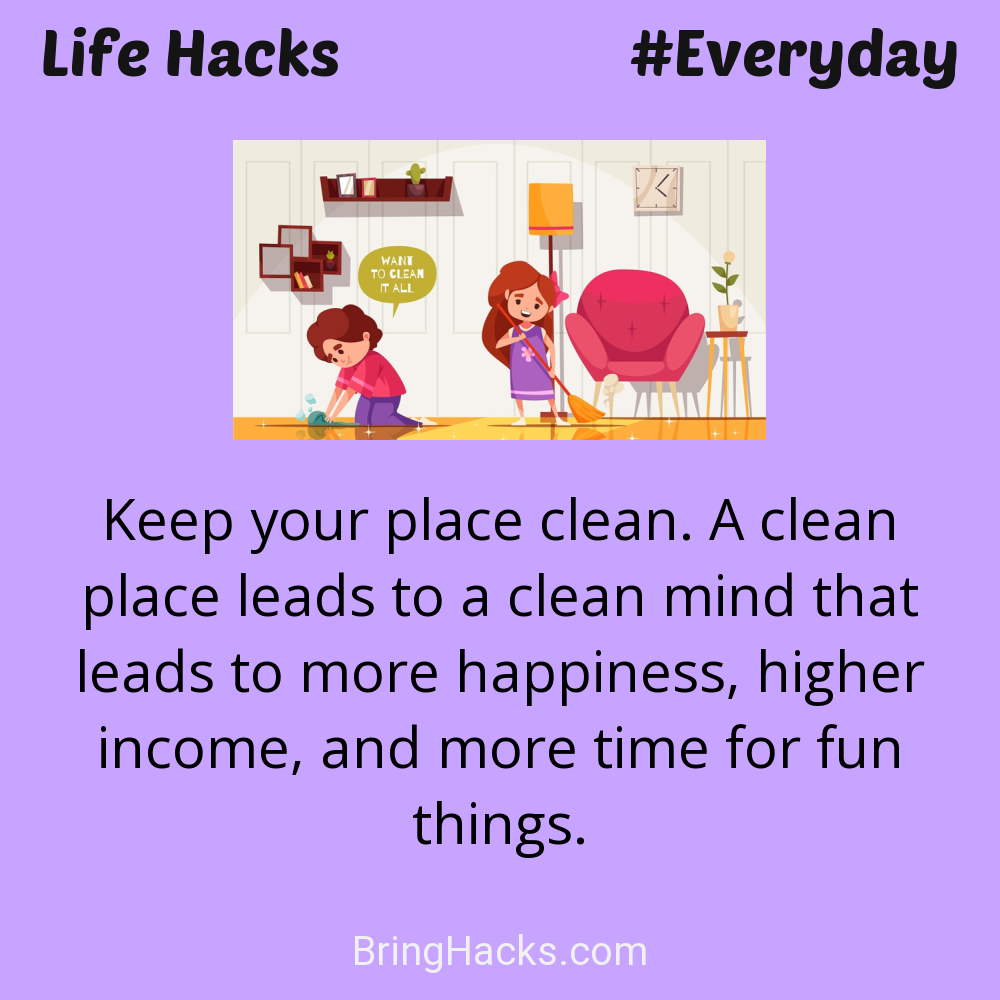 Life Hacks #Everyday
WANT
TO CLEAN
IT ALL
Keep your place clean. A clean
place leads to a clean mind that
leads to more happiness, higher
income, and more time for fun
things.
BringHacks.com